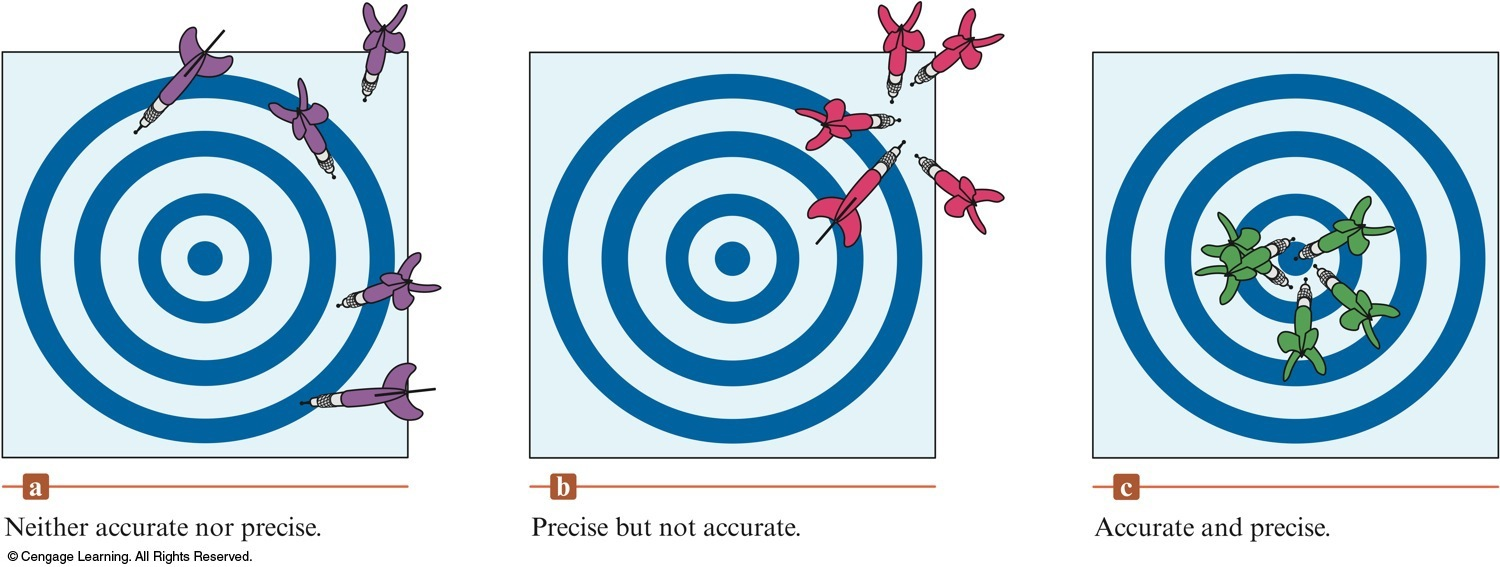 a
Neither accurate nor precise.
b
Precise but not accurate.
c
Accurate and precise.
© Cengage Learning. All Rights Reserved.